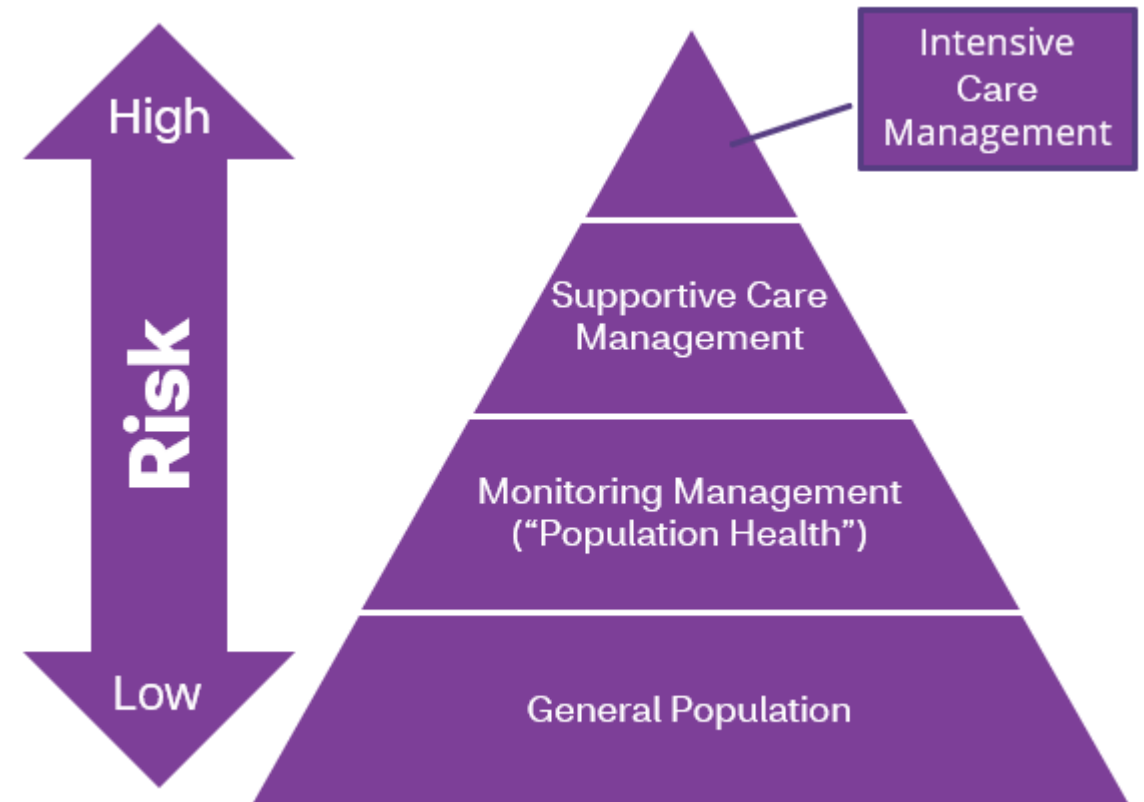 High
Risk
Low
Intensive
Care
Management
Supportive Care
Management
Monitoring Management
(“Population Health”)
General Population